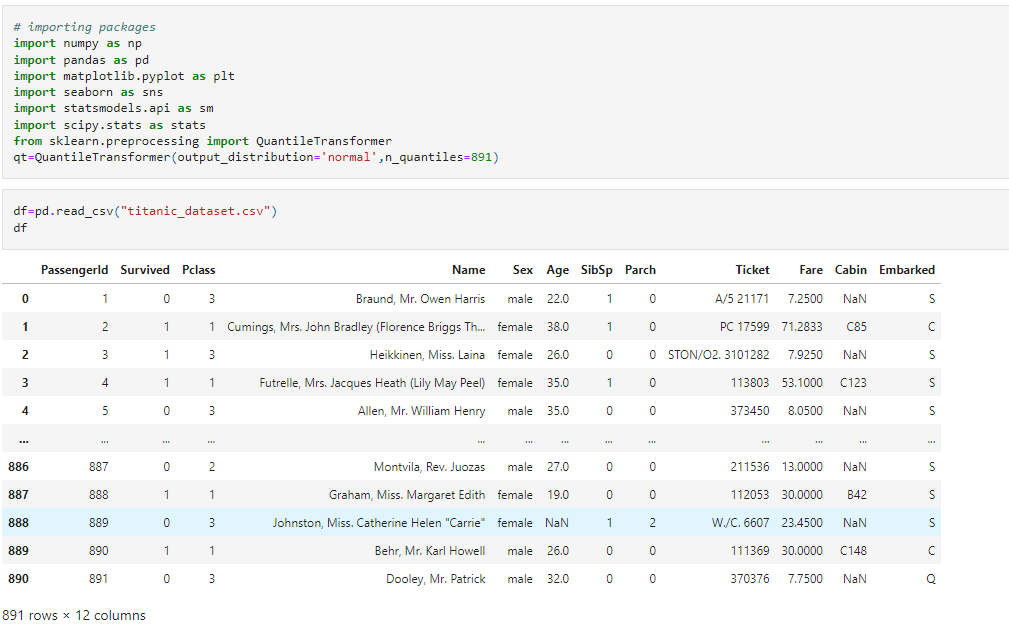 # importing packages
import numpy as np
import pandas as pd
import matplotlib.pyplot as plt
import seaborn as sns
import statsmodels.api as sm
import scipy.stats as stats
from sklearn.preprocessing import QuantileTransformer
qt=QuantileTransformer(output_distribution='normal',n_quantiles=891)
df=pd.read_csv("titanic_dataset.csv")
df
PassengerId Survived Pclass Name Sex Age SibSp Parch Ticket Fare Cabin Embarked
0 1 0 3 Braund, Mr. Owen Harris male 22.0 1 0 A/5 21171 7.2500 NaN S
1 2 1 1 Cumings, Mrs. John Bradley (Florence Briggs Th... female 38.0 1 0 PC 17599 71.2833 C85 C
2 3 1 3 Heikkinen, Miss. Laina female 26.0 0 0 STON/O2. 3101282 7.9250 NaN S
3 4 1 1 Futrelle, Mrs. Jacques Heath (Lily May Peel) female 35.0 1 0 113803 53.1000 C123 S
4 5 0 3 Allen, Mr. William Henry male 35.0 0 0 373450 8.0500 NaN S
... ... ... ... ... ... ... ... ... ... ... ... ...
886 887 0 2 Montvila, Rev. Juozas male 27.0 0 0 211536 13.0000 NaN S
887 888 1 1 Graham, Miss. Margaret Edith female 19.0 0 0 112053 30.0000 B42 S
888 889 0 3 Johnston, Miss. Catherine Helen "Carrie" female NaN 1 2 W./C. 6607 23.4500 NaN S
889 890 1 1 Behr, Mr. Karl Howell male 26.0 0 0 111369 30.0000 C148 C
890 891 0 3 Dooley, Mr. Patrick male 32.0 0 0 370376 7.7500 NaN Q
891 rows × 12 columns